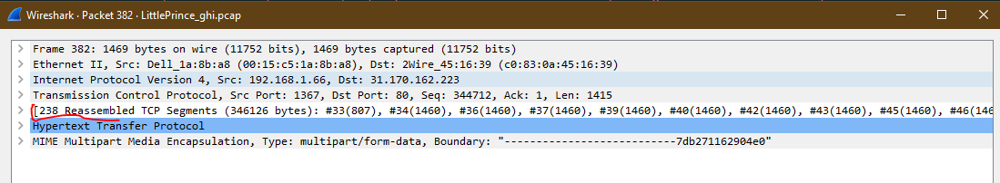 Wireshark · Packet 382 · LittlePrince_ghi.pcap
Frame 382: 1469 bytes on wire (11752 bits), 1469 bytes captured (11752 bits)
Ethernet II, Src: Dell_1a:8b:a8 (00:15:c5:1a:8b:a8), Dst: 2Wire_45:16:39 (c0:83:0a:45:16:39)
Internet Protocol Version 4, Src: 192.168.1.66, Dst: 31.170.162.223
Transmission Control Protocol, Src Port: 1367, Dst Port: 80, Seq: 344712, Ack: 1, Len: 1415
[238 Reassembled TCP Segments (346126 bytes): #33(807), #34(1460), #36(1460), #37(1460), #39(1460), #40(1460), #42(1460), #43(1460), #45(1460), #46(146
Hypertext Transfer Protocol
MIME Multipart Media Encapsulation, Type: multipart/form-data, Boundary: "---------------------------7db271162904e0"